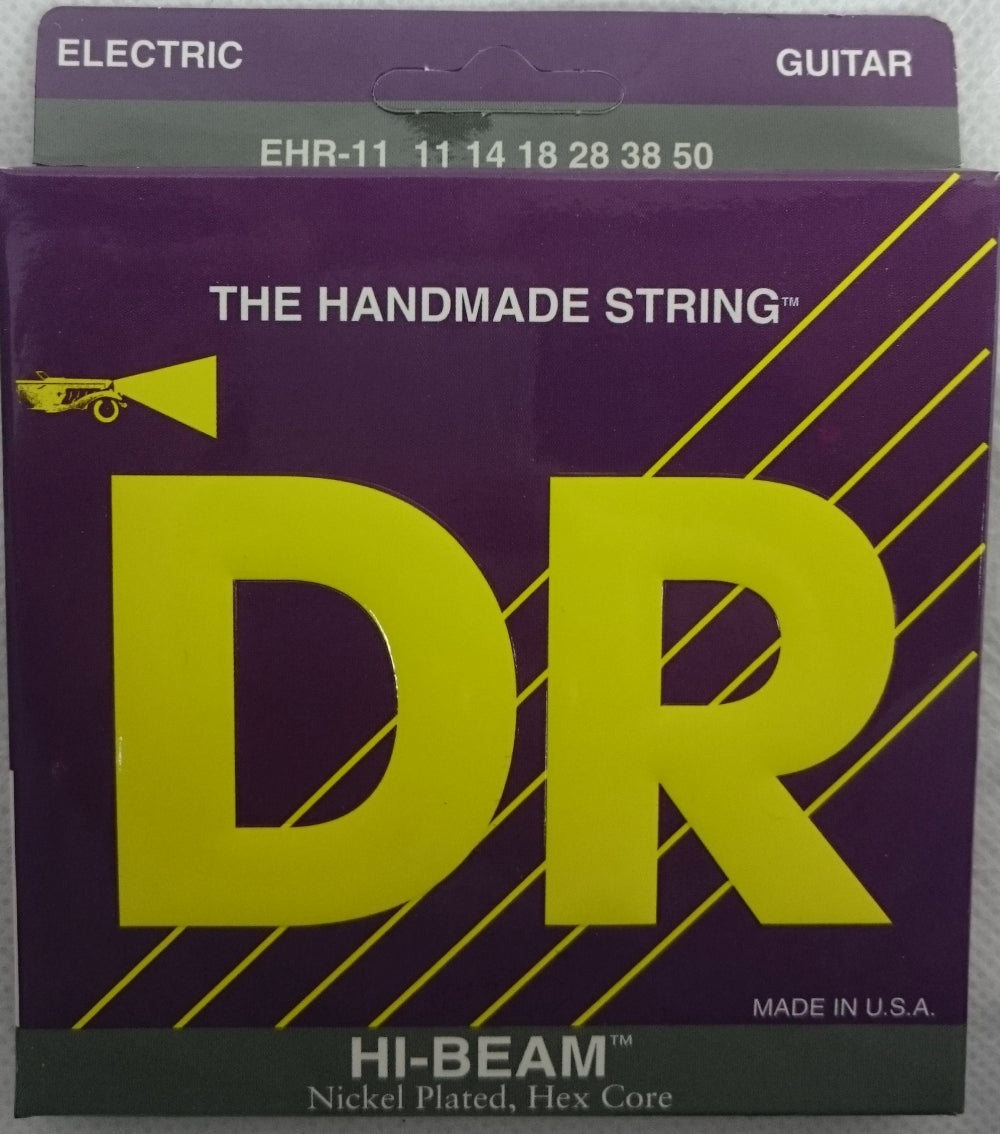 ELECTRIC GUITAR
EHR-11 11 14 18 28 38 50
THE HANDMADE STRING™
DR
MADE IN U.S.A.
HI-BEAM™
Nickel Plated, Hex Core